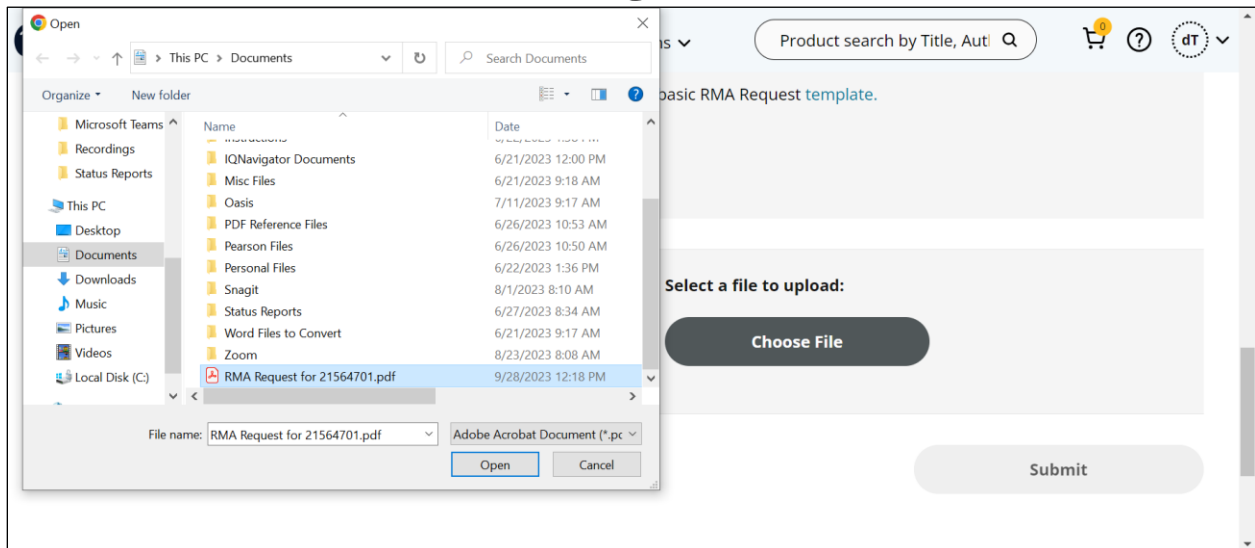 Open
This PC > Documents
Search Documents
Organize
New folder
Microsoft Teams
Recordings
Status Reports
This PC
Desktop
Documents
Downloads
Music
Pictures
Videos
Local Disk (C:)
Name Date
IQNavigator Documents 6/21/2023 12:00 PM
Misc Files 6/21/2023 9:18 AM
Oasis 7/11/2023 9:17 AM
PDF Reference Files 6/26/2023 10:53 AM
Pearson Files 6/26/2023 10:50 AM
Personal Files 6/22/2023 1:36 PM
Snagit 8/1/2023 8:10 AM
Status Reports 6/27/2023 8:34 AM
Word Files to Convert 6/21/2023 9:17 AM
Zoom 8/23/2023 8:08 AM
RMA Request for 21564701.pdf 9/28/2023 12:18 PM
File name: RMA Request for 21564701.pdf
Adobe Acrobat Document (*.pc
Open Cancel
Product search by Title, Aut
0
dT
basic RMA Request template.
Select a file to upload:
Choose File
Submit